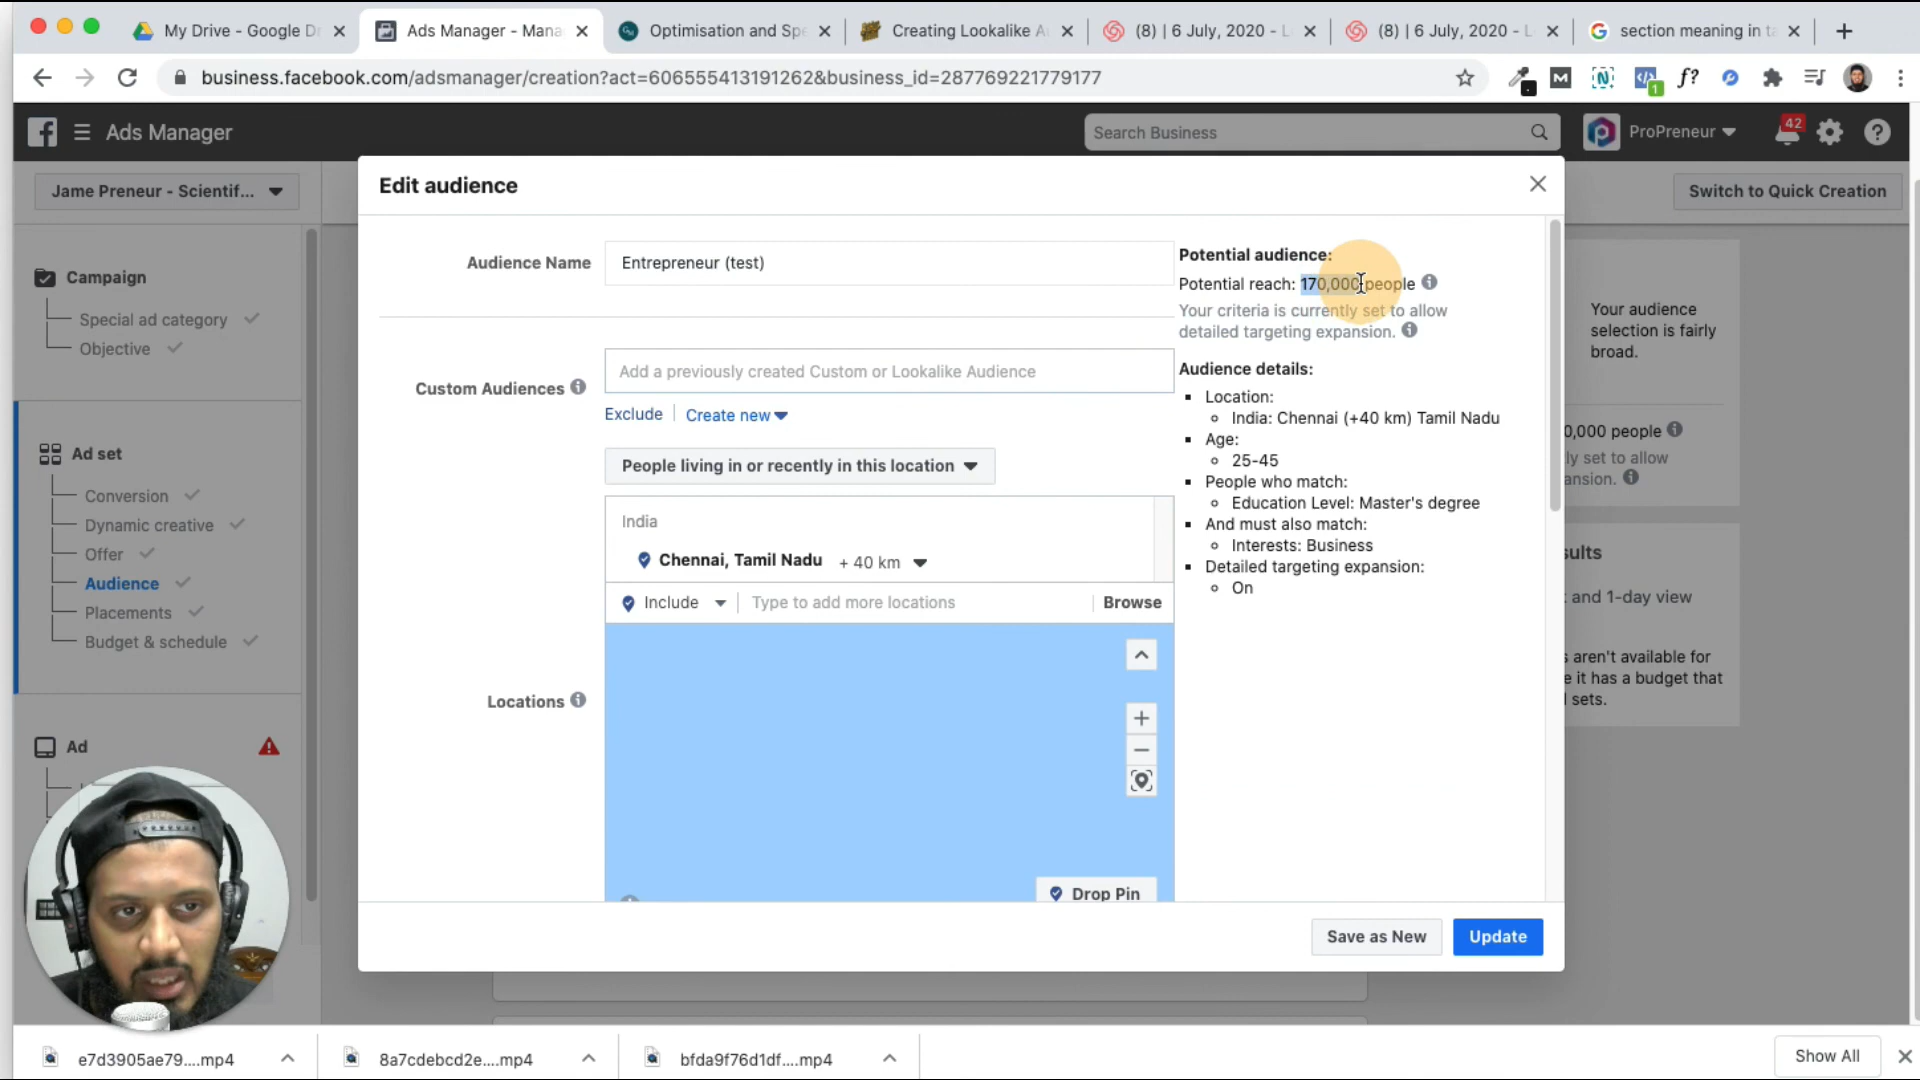 My Drive - Google Dr
Ads Manager - Mana
Optimisation and Spe
Creating Lookalike A
(8) | 6 July, 2020 - L
(8) | 6 July, 2020 - L
section meaning in ta
business.facebook.com/adsmanager/creation?act=606555413191262&business_id=287769221779177
Ads Manager
Search Business
ProPreneur
42
Jame Preneur - Scientif...
Switch to Quick Creation
Campaign
Special ad category
Objective
Ad set
Conversion
Dynamic creative
Offer
Audience
Placements
Budget & schedule
Ad
Edit audience
Audience Name
Entrepreneur (test)
Custom Audiences
Add a previously created Custom or Lookalike Audience
Exclude
Create new
People living in or recently in this location
India
Chennai, Tamil Nadu
+ 40 km
Include
Type to add more locations
Browse
Locations
Drop Pin
Potential audience:
Potential reach: 170,000 people
Your criteria is currently set to allow
detailed targeting expansion.
Audience details:
Location:
India: Chennai (+40 km) Tamil Nadu
Age:
25-45
People who match:
Education Level: Master's degree
And must also match:
Interests: Business
Detailed targeting expansion:
On
Save as New
Update
Your audience
selection is fairly
broad.
0,000 people
ly set to allow
ansion.
sults
and 1-day view
s aren't available for
e it has a budget that
sets.
e7d3905ae79....mp4
8a7cdebcd2e....mp4
bfda9f76d1df....mp4
Show All